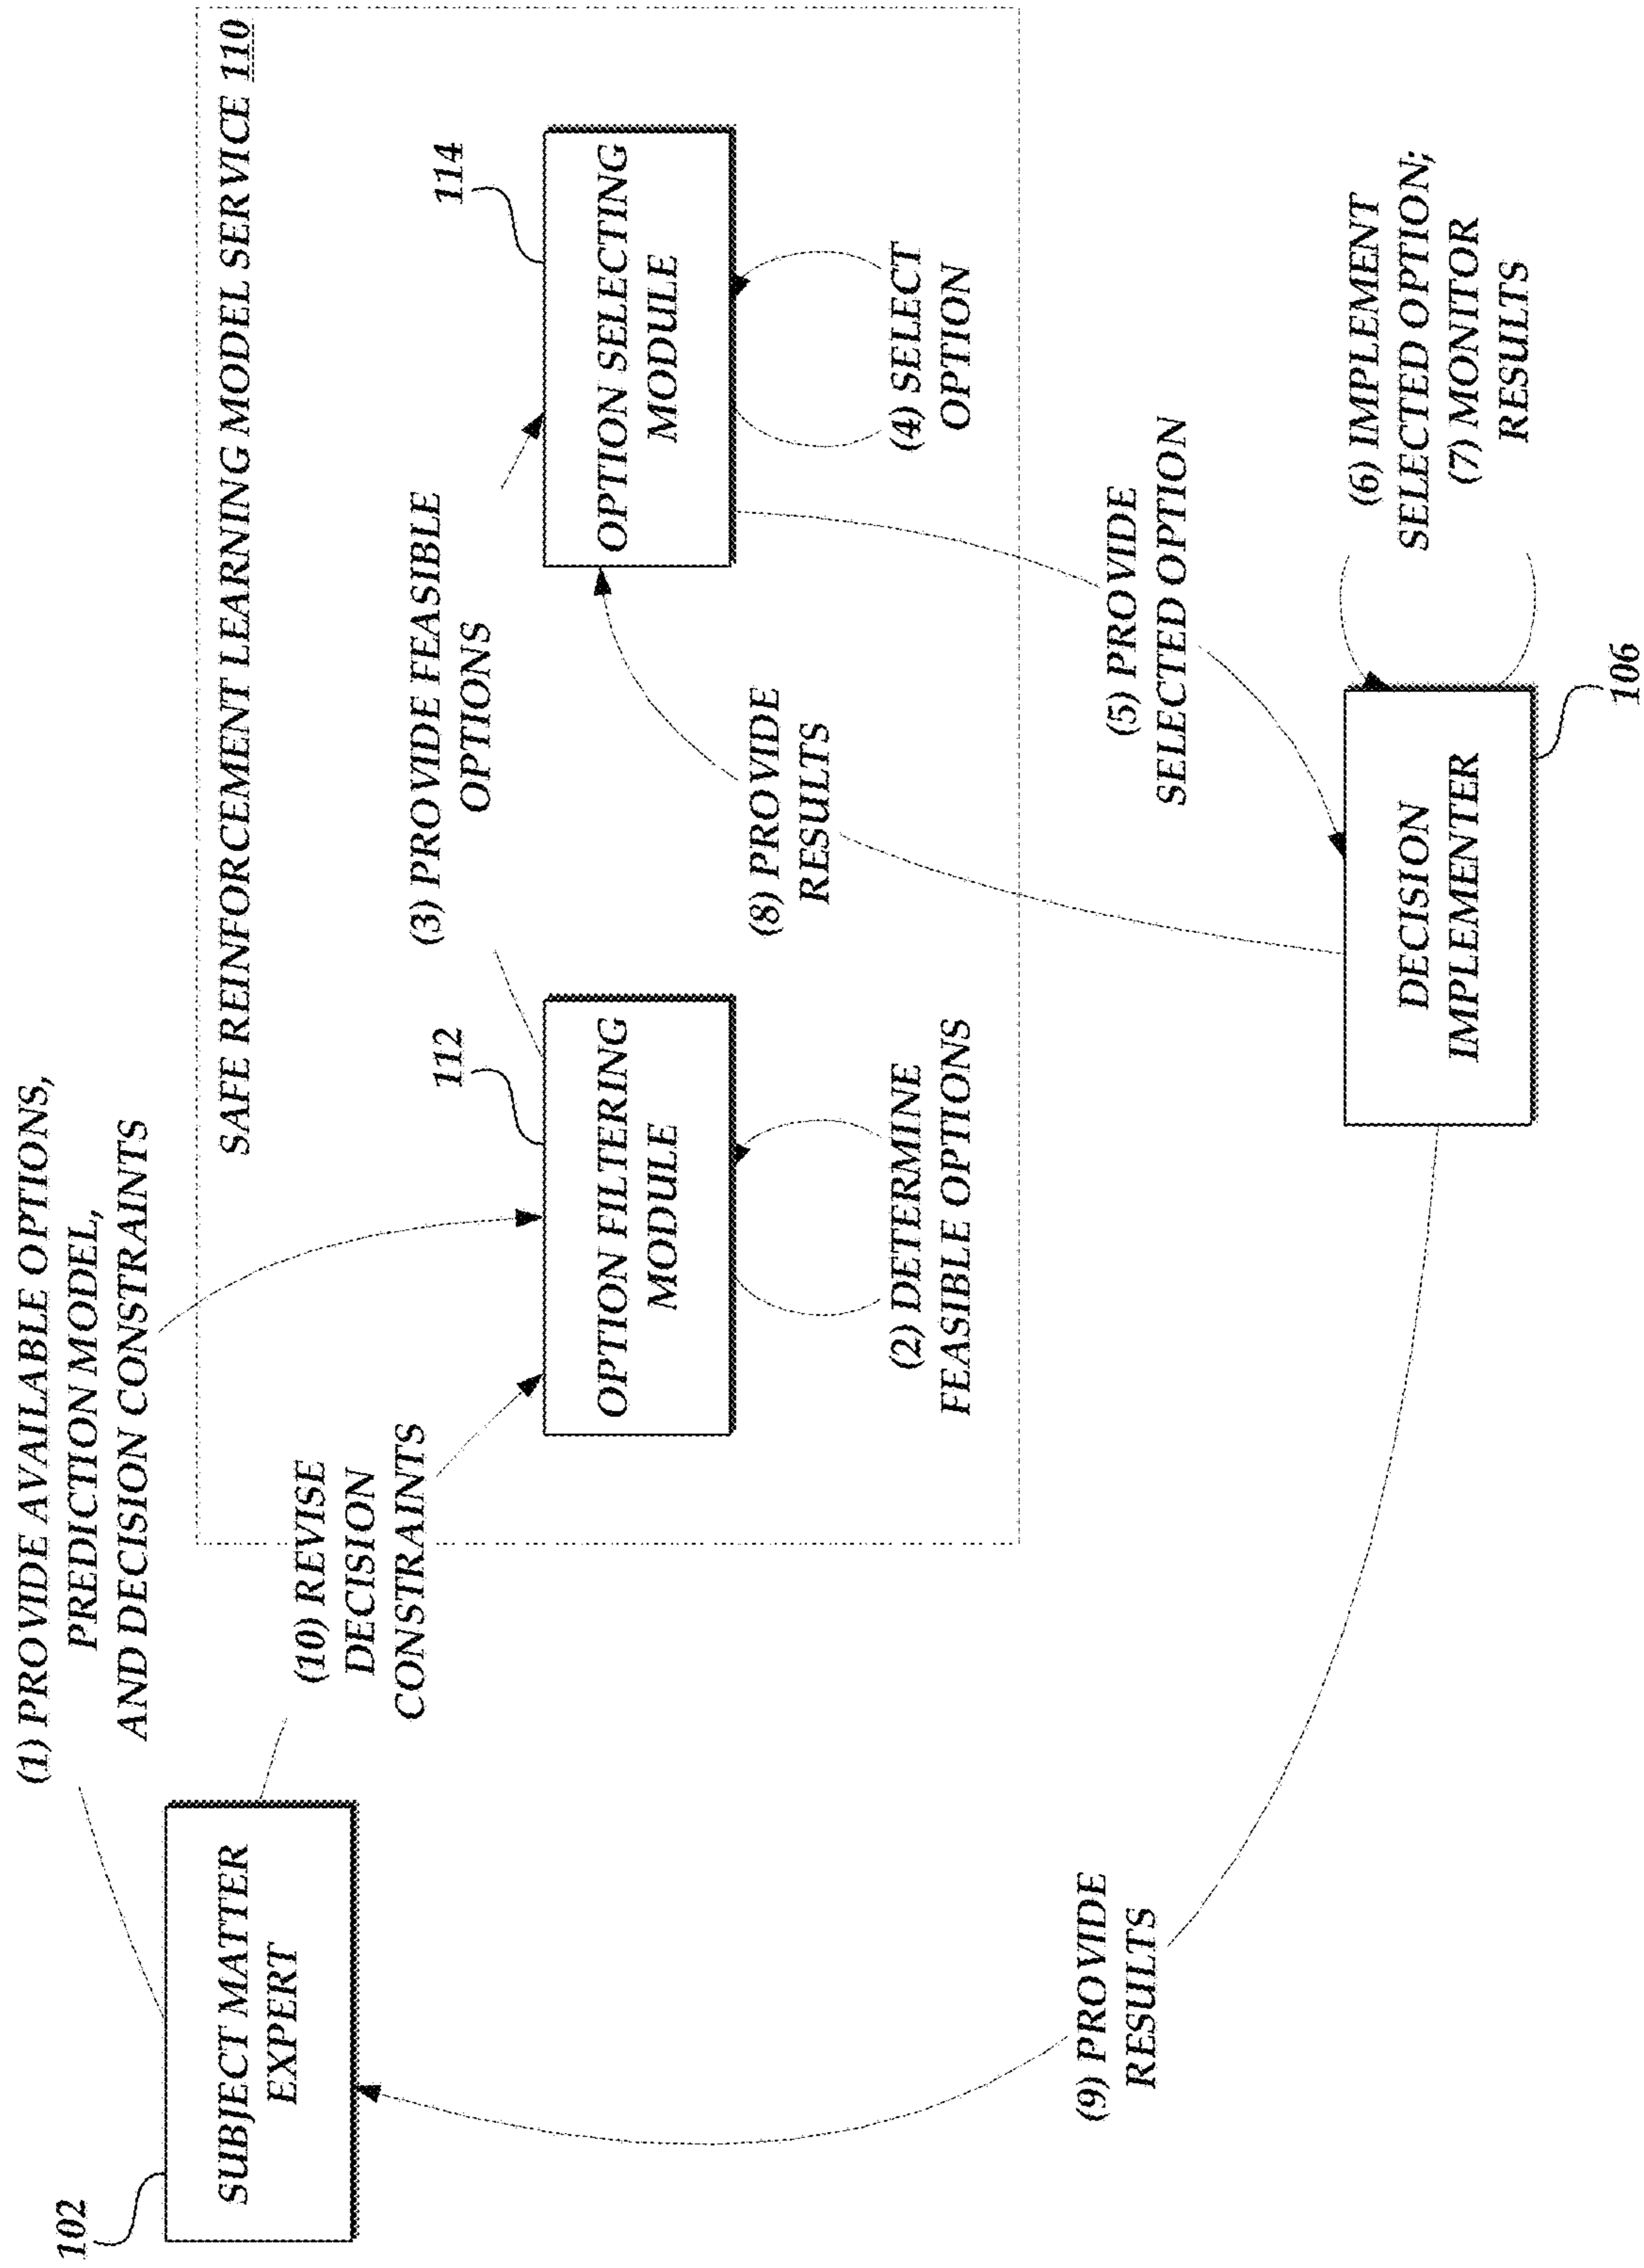 (1) PROVIDE AVAILABLE OPTIONS,
PREDICTION MODEL,
AND DECISION CONSTRAINTS
102
SUBJECT MATTER
EXPERT
(10) REVISE
DECISION
CONSTRAINTS
SAFE REINFORCEMENT LEARNING MODEL SERVICE 110
112
OPTION FILTERING
MODULE
(2) DETERMINE
FEASIBLE OPTIONS
(3) PROVIDE FEASIBLE
OPTIONS
114
OPTION SELECTING
MODULE
(4) SELECT
OPTION
(8) PROVIDE
RESULTS
(5) PROVIDE
SELECTED OPTION
(9) PROVIDE
RESULTS
DECISION
IMPLEMENTER
106
(6) IMPLEMENT
SELECTED OPTION;
(7) MONITOR
RESULTS